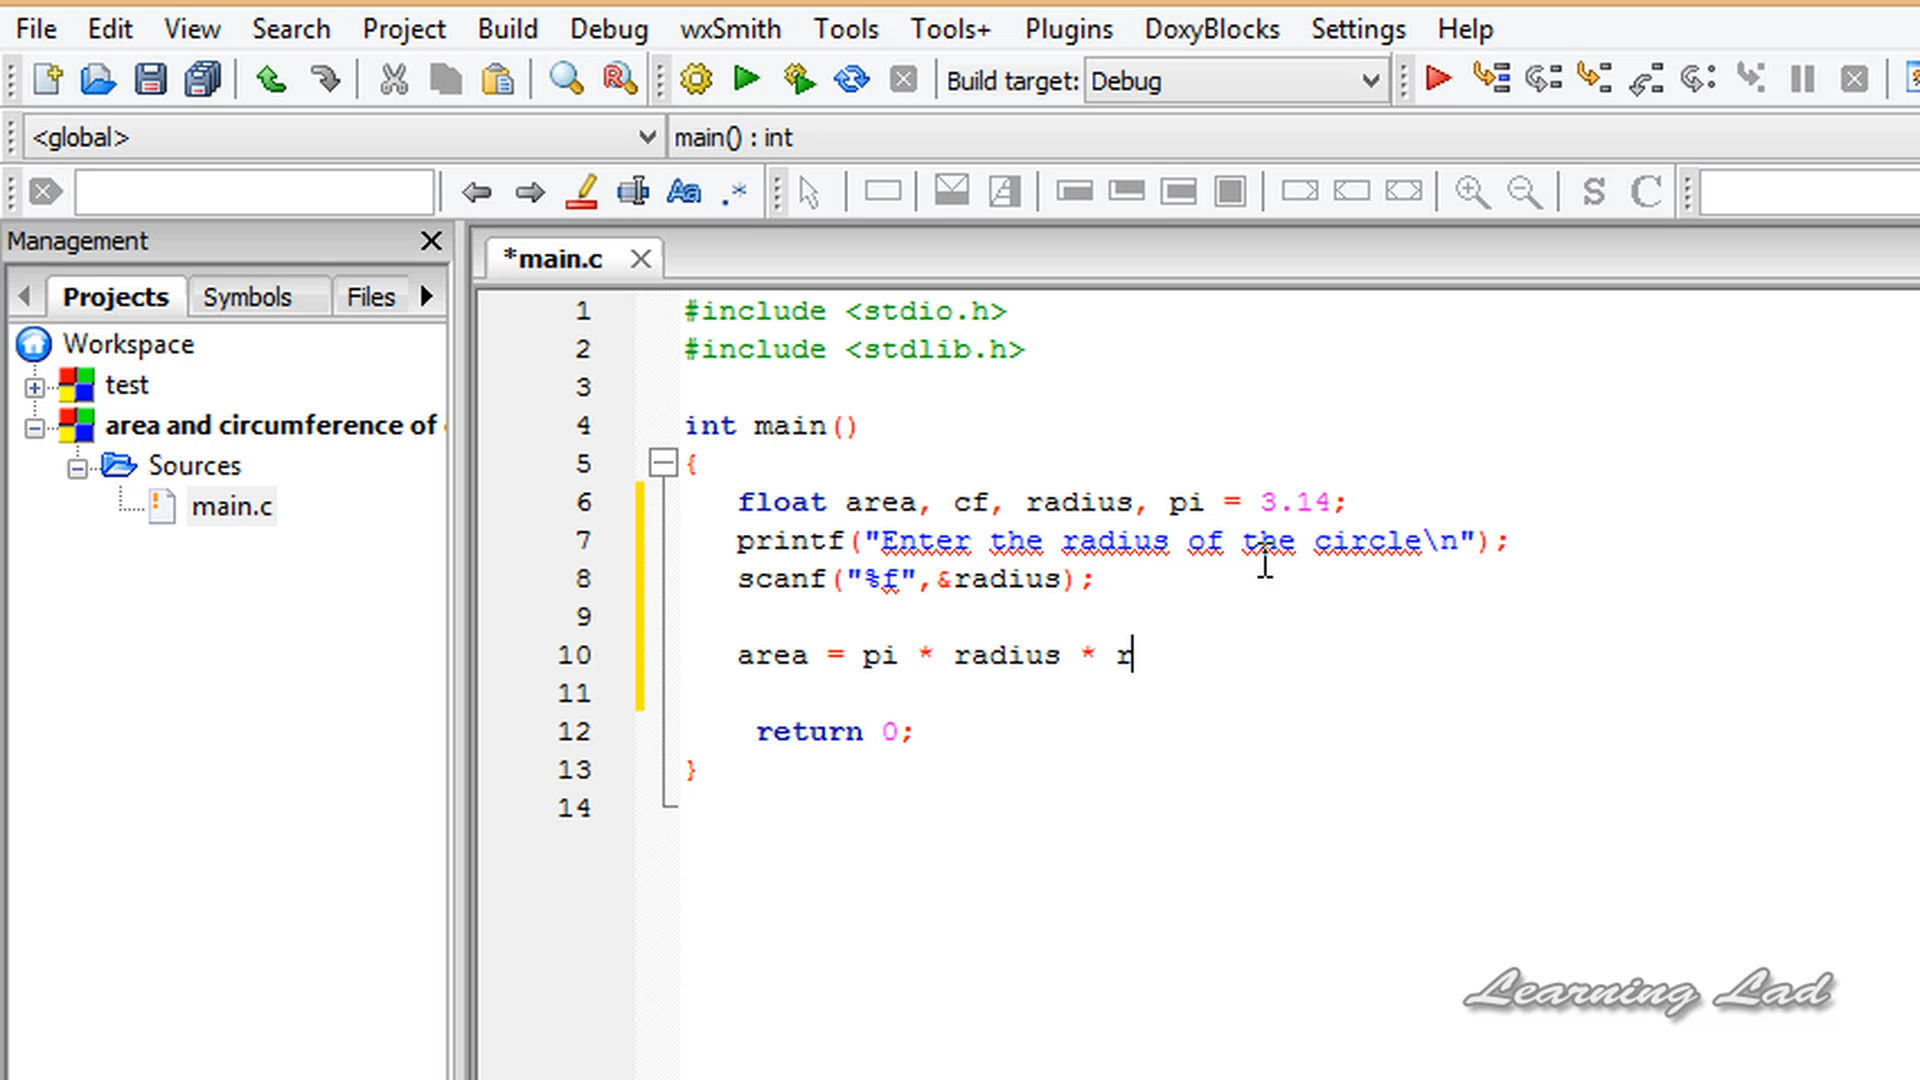 File Edit View Search Project Build Debug wxSmith Tools Tools+ Plugins DoxyBlocks Settings Help
Build target: Debug
<global> main() : int
Aa .* S C
Management
Projects Symbols Files
*main.c
Workspace
test
area and circumference of
Sources
main.c
1 #include <stdio.h>
2 #include <stdlib.h>
3
4 int main()
5 {
6 float area, cf, radius, pi = 3.14;
7 printf("Enter the radius of the circle\n");
8 scanf("%f",&radius);
9
10 area = pi * radius * r
11
12 return 0;
13 }
14
Learning Lad